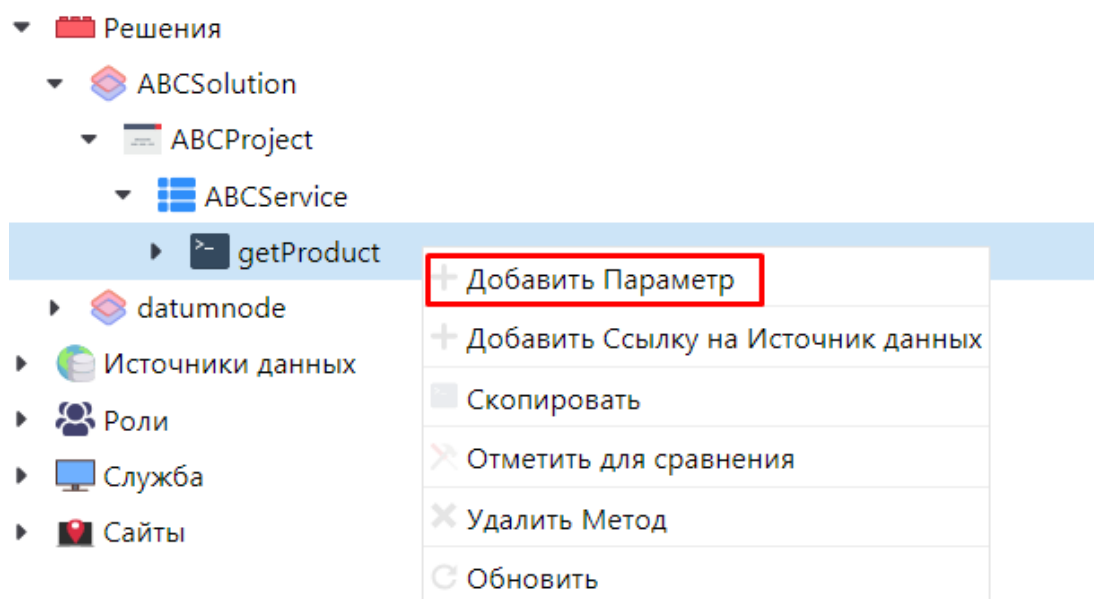 Решения
ABCSolution
ABCProject
ABCService
getProduct
Добавить Параметр
Добавить Ссылку на Источник данных
Скопировать
Отметить для сравнения
Удалить Метод
Обновить
datumnode
Источники данных
Роли
Служба
Сайты